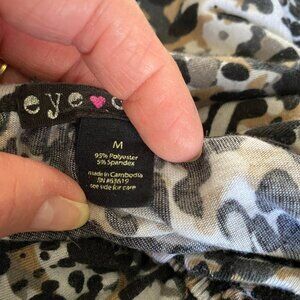 eye♥
M
95% Polyester
5% Spandex
made in Cambodia
see side for care